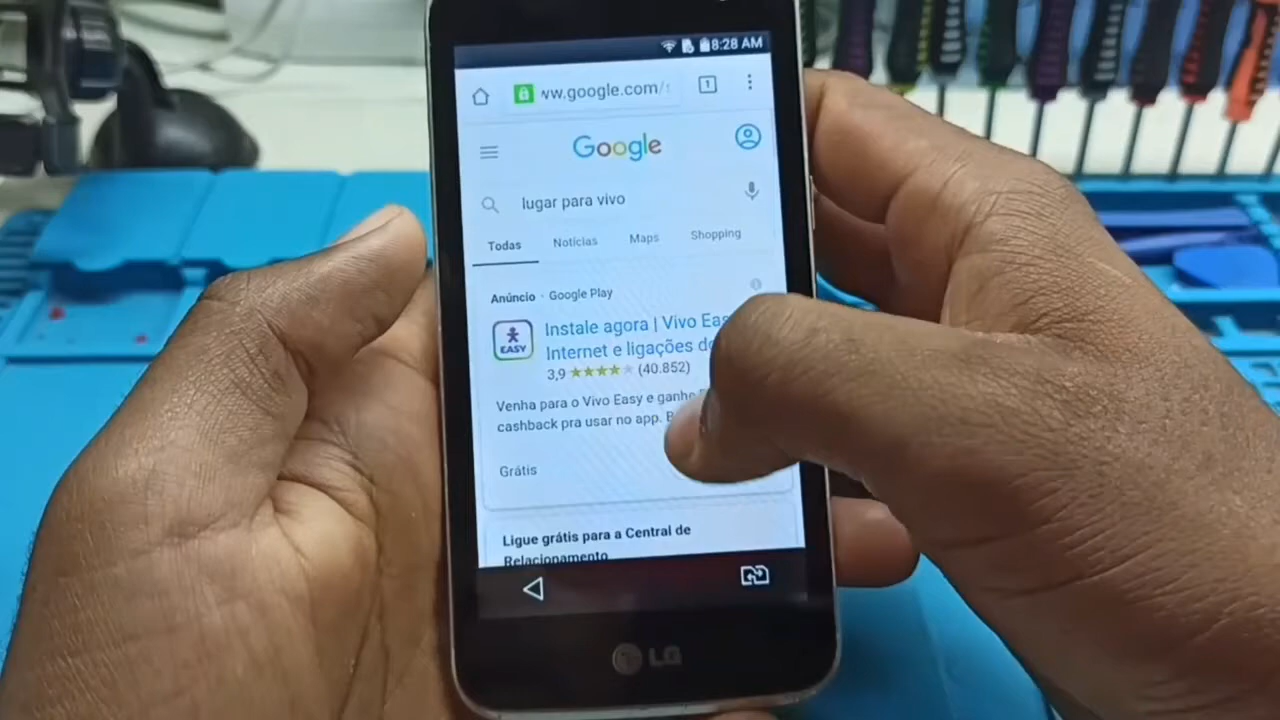 8:28 AM
ww.google.com/
1
Google
lugar para vivo
Todas
Notícias
Maps
Shopping
Anúncio · Google Play
EASY
Instale agora | Vivo
Internet e ligações
3,9 ★★★★★ (40.852)
Venha para o Vivo Easy e ganhe
cashback pra usar no app.
Grátis
Ligue grátis para a Central de
Relacionamento
LG